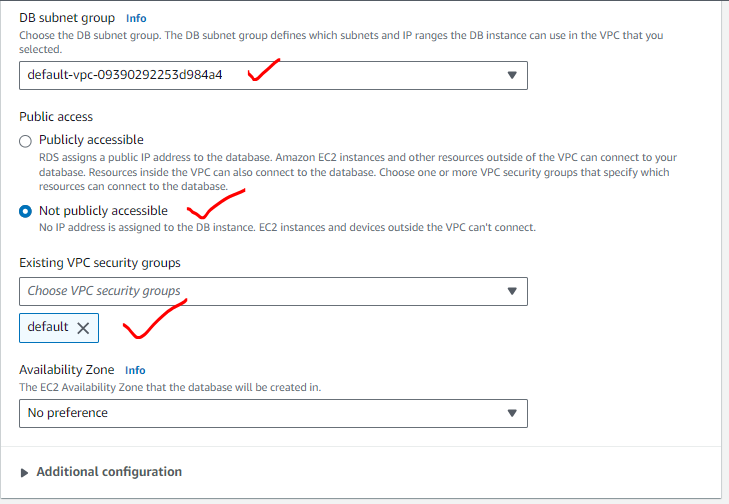 DB subnet group Info
Choose the DB subnet group. The DB subnet group defines which subnets and IP ranges the DB instance can use in the VPC that you
selected.
default-vpc-09390292253d984a4
Public access
Publicly accessible
RDS assigns a public IP address to the database. Amazon EC2 instances and other resources outside of the VPC can connect to your
database. Resources inside the VPC can also connect to the database. Choose one or more VPC security groups that specify which
resources can connect to the database.
Not publicly accessible
No IP address is assigned to the DB instance. EC2 instances and devices outside the VPC can't connect.
Existing VPC security groups
Choose VPC security groups
default
Availability Zone Info
The EC2 Availability Zone that the database will be created in.
No preference
Additional configuration